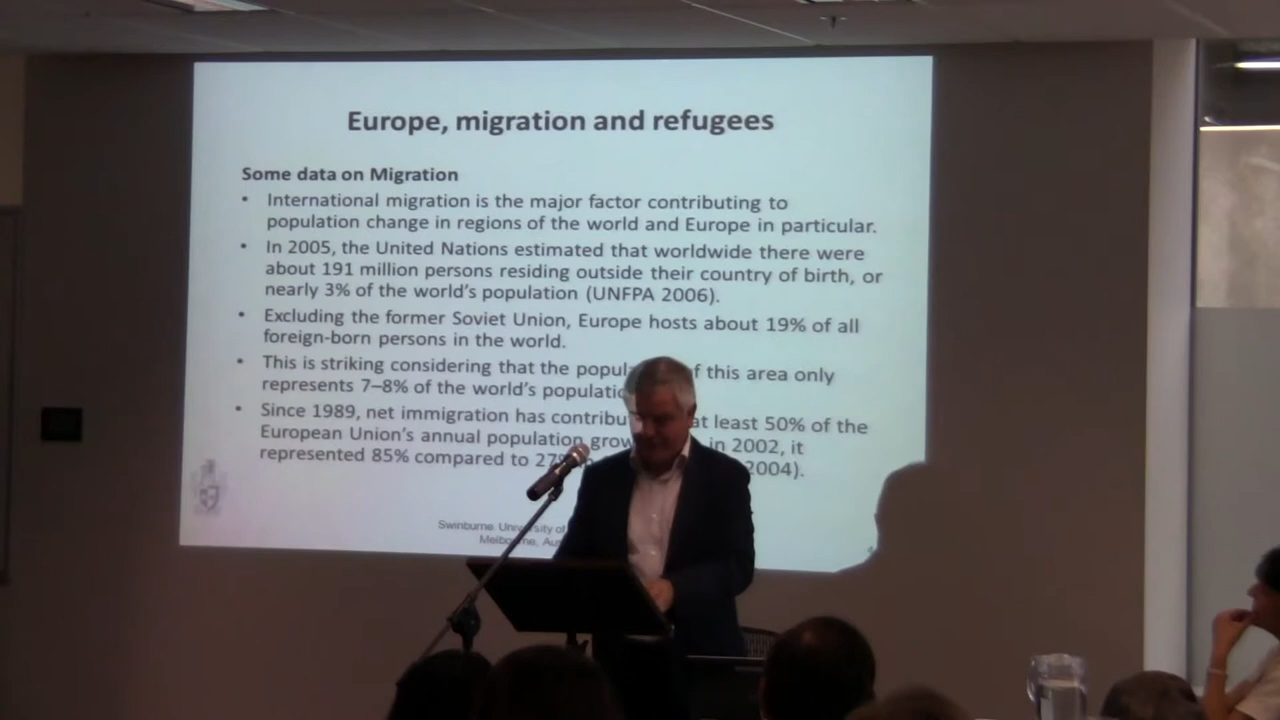 Europe, migration and refugees
Some data on Migration
• International migration is the major factor contributing to
population change in regions of the world and Europe in particular.
• In 2005, the United Nations estimated that worldwide there were
about 191 million persons residing outside their country of birth, or
nearly 3% of the world's population (UNFPA 2006).
• Excluding the former Soviet Union, Europe hosts about 19% of all
foreign-born persons in the world.
• This is striking considering that the of this area only
represents 7–8% of the world's
• Since 1989, net immigration has at least 50% of the
European Union's annual population in 2002, it
represented 85% compared to 2004).
Swinburne University of
Melbourne,